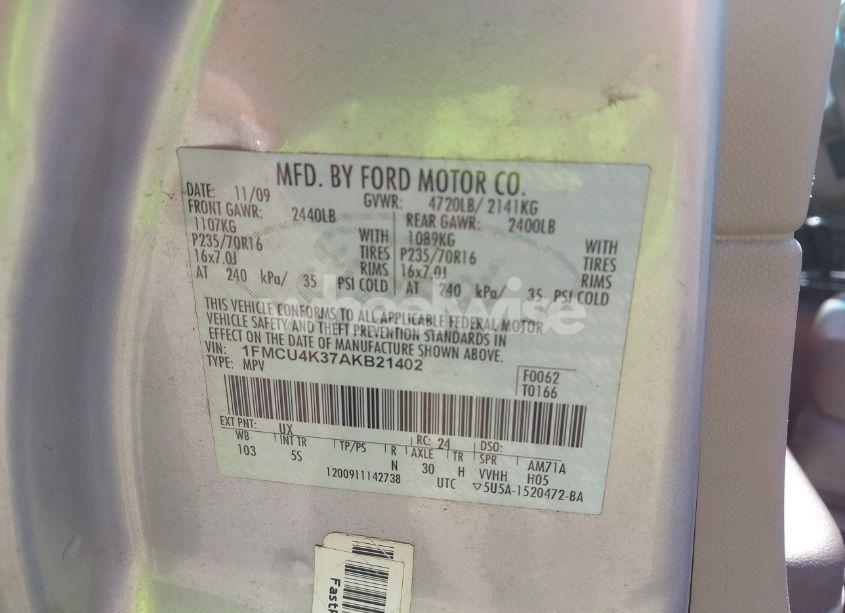 MFD. BY FORD MOTOR CO.
DATE: 11/09 GVWR: 4720LB/ 2141KG
FRONT GAWR: 2440LB REAR GAWR: 2400LB
1107KG WITH 1089KG WITH
P235/70R16 TIRES P235/70R16 TIRES
16x7.0J RIMS 16x7.0J RIMS
AT 240 kPa/ 35 PSI COLD AT 240 kPa/ 35 PSI COLD
THIS VEHICLE CONFORMS TO ALL APPLICABLE FEDERAL MOTOR
VEHICLE SAFETY AND THEFT PREVENTION STANDARDS IN
EFFECT ON THE DATE OF MANUFACTURE SHOWN ABOVE.
VIN: 1FMCU4K37AKB21402
TYPE: MPV
F0062
T0166
EXT PNT: UX RC: 24 DSO:
WB INT TR TP/PS R AXLE TR SPR AM71A
103 5S N 30 H VVHH H05
1200911142738 UTC ▽5U5A-1520472-BA
wheelwise